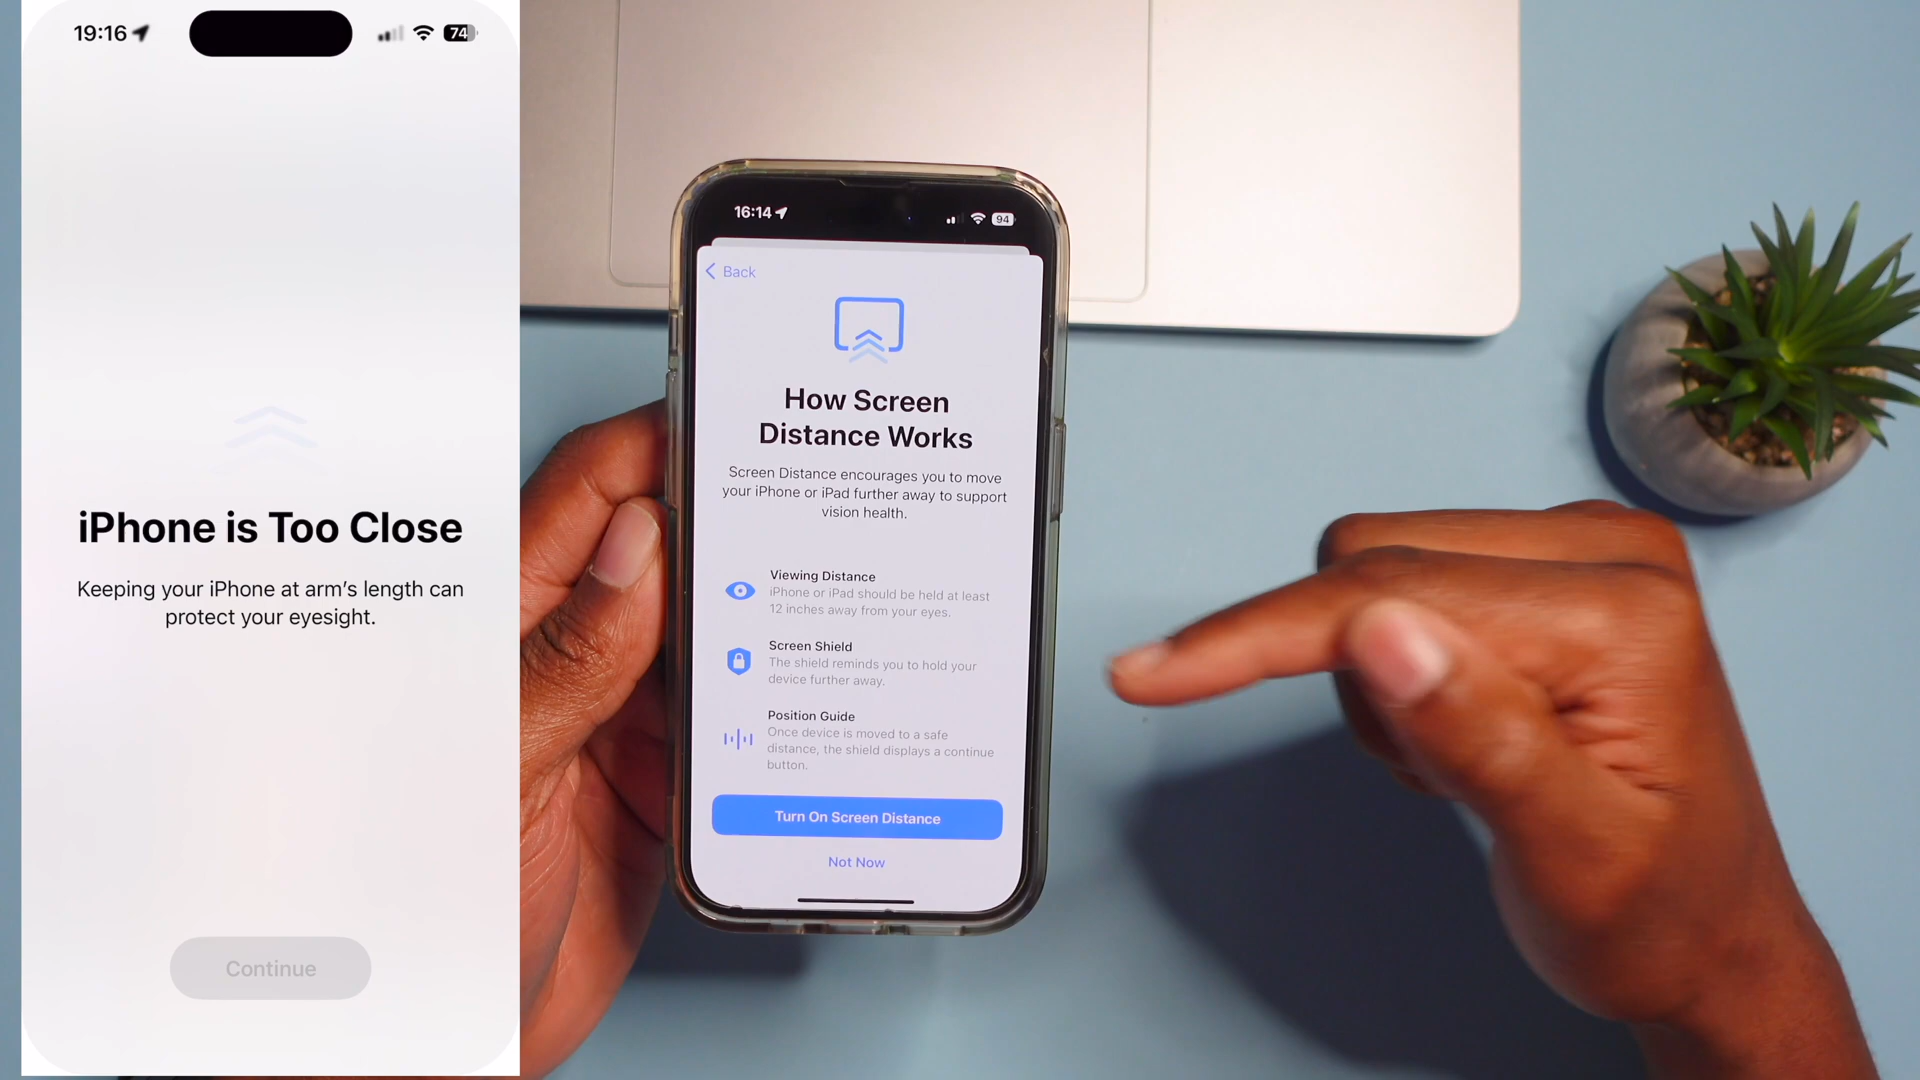 19:16
74
iPhone is Too Close
Keeping your iPhone at arm's length can
protect your eyesight.
Continue
16:14
94
Back
How Screen
Distance Works
Screen Distance encourages you to move
your iPhone or iPad further away to support
vision health.
Viewing Distance
iPhone or iPad should be held at least
12 inches away from your eyes.
Screen Shield
The shield reminds you to hold your
device further away.
Position Guide
Once device is moved to a safe
distance, the shield displays a continue
button.
Turn On Screen Distance
Not Now